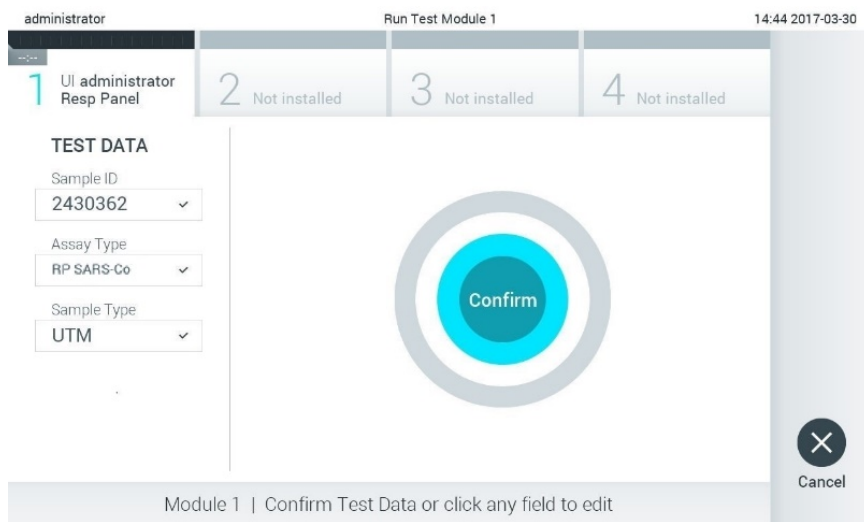 administrator Run Test Module 1 14:44 2017-03-30
--:--
1 UI administrator
Resp Panel
2 Not installed
3 Not installed
4 Not installed
TEST DATA
Sample ID
2430362
Assay Type
RP SARS-Co
Sample Type
UTM
Confirm
Cancel
Module 1 | Confirm Test Data or click any field to edit